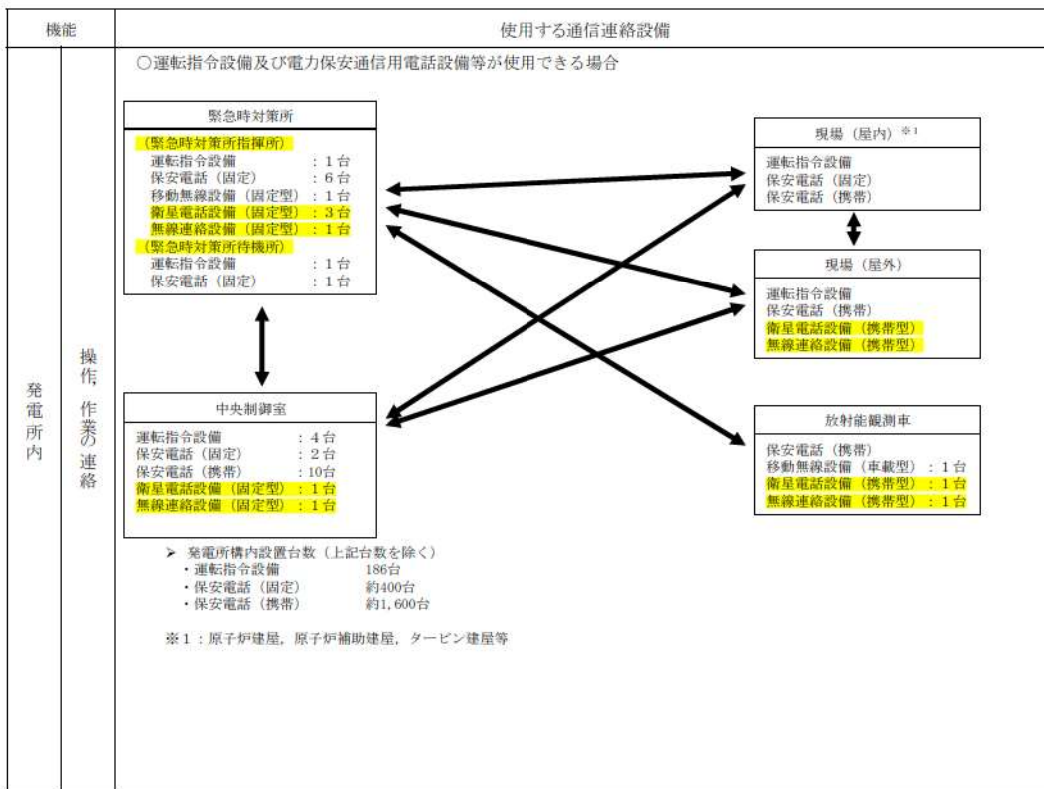 機能
使用する通信連絡設備
発電所内
操作，作業の連絡
○運転指令設備及び電力保安通信用電話設備等が使用できる場合
緊急時対策所
(緊急時対策所指揮所)
運転指令設備 ：1台
保安電話（固定） ：6台
移動無線設備（固定型）：1台
衛星電話設備（固定型）：3台
無線連絡設備（固定型）：1台
(緊急時対策所待機所)
運転指令設備 ：1台
保安電話（固定） ：1台
中央制御室
運転指令設備 ：4台
保安電話（固定） ：2台
保安電話（携帯） ：10台
衛星電話設備（固定型）：1台
無線連絡設備（固定型）：1台
現場（屋内）※1
運転指令設備
保安電話（固定）
保安電話（携帯）
現場（屋外）
運転指令設備
保安電話（携帯）
衛星電話設備（携帯型）
無線連絡設備（携帯型）
放射能観測車
保安電話（携帯）
移動無線設備（車載型）：1台
衛星電話設備（携帯型）：1台
無線連絡設備（携帯型）：1台
➤ 発電所構内設置台数（上記台数を除く）
・運転指令設備 186台
・保安電話（固定） 約400台
・保安電話（携帯） 約1,600台
※1：原子炉建屋，原子炉補助建屋，タービン建屋等